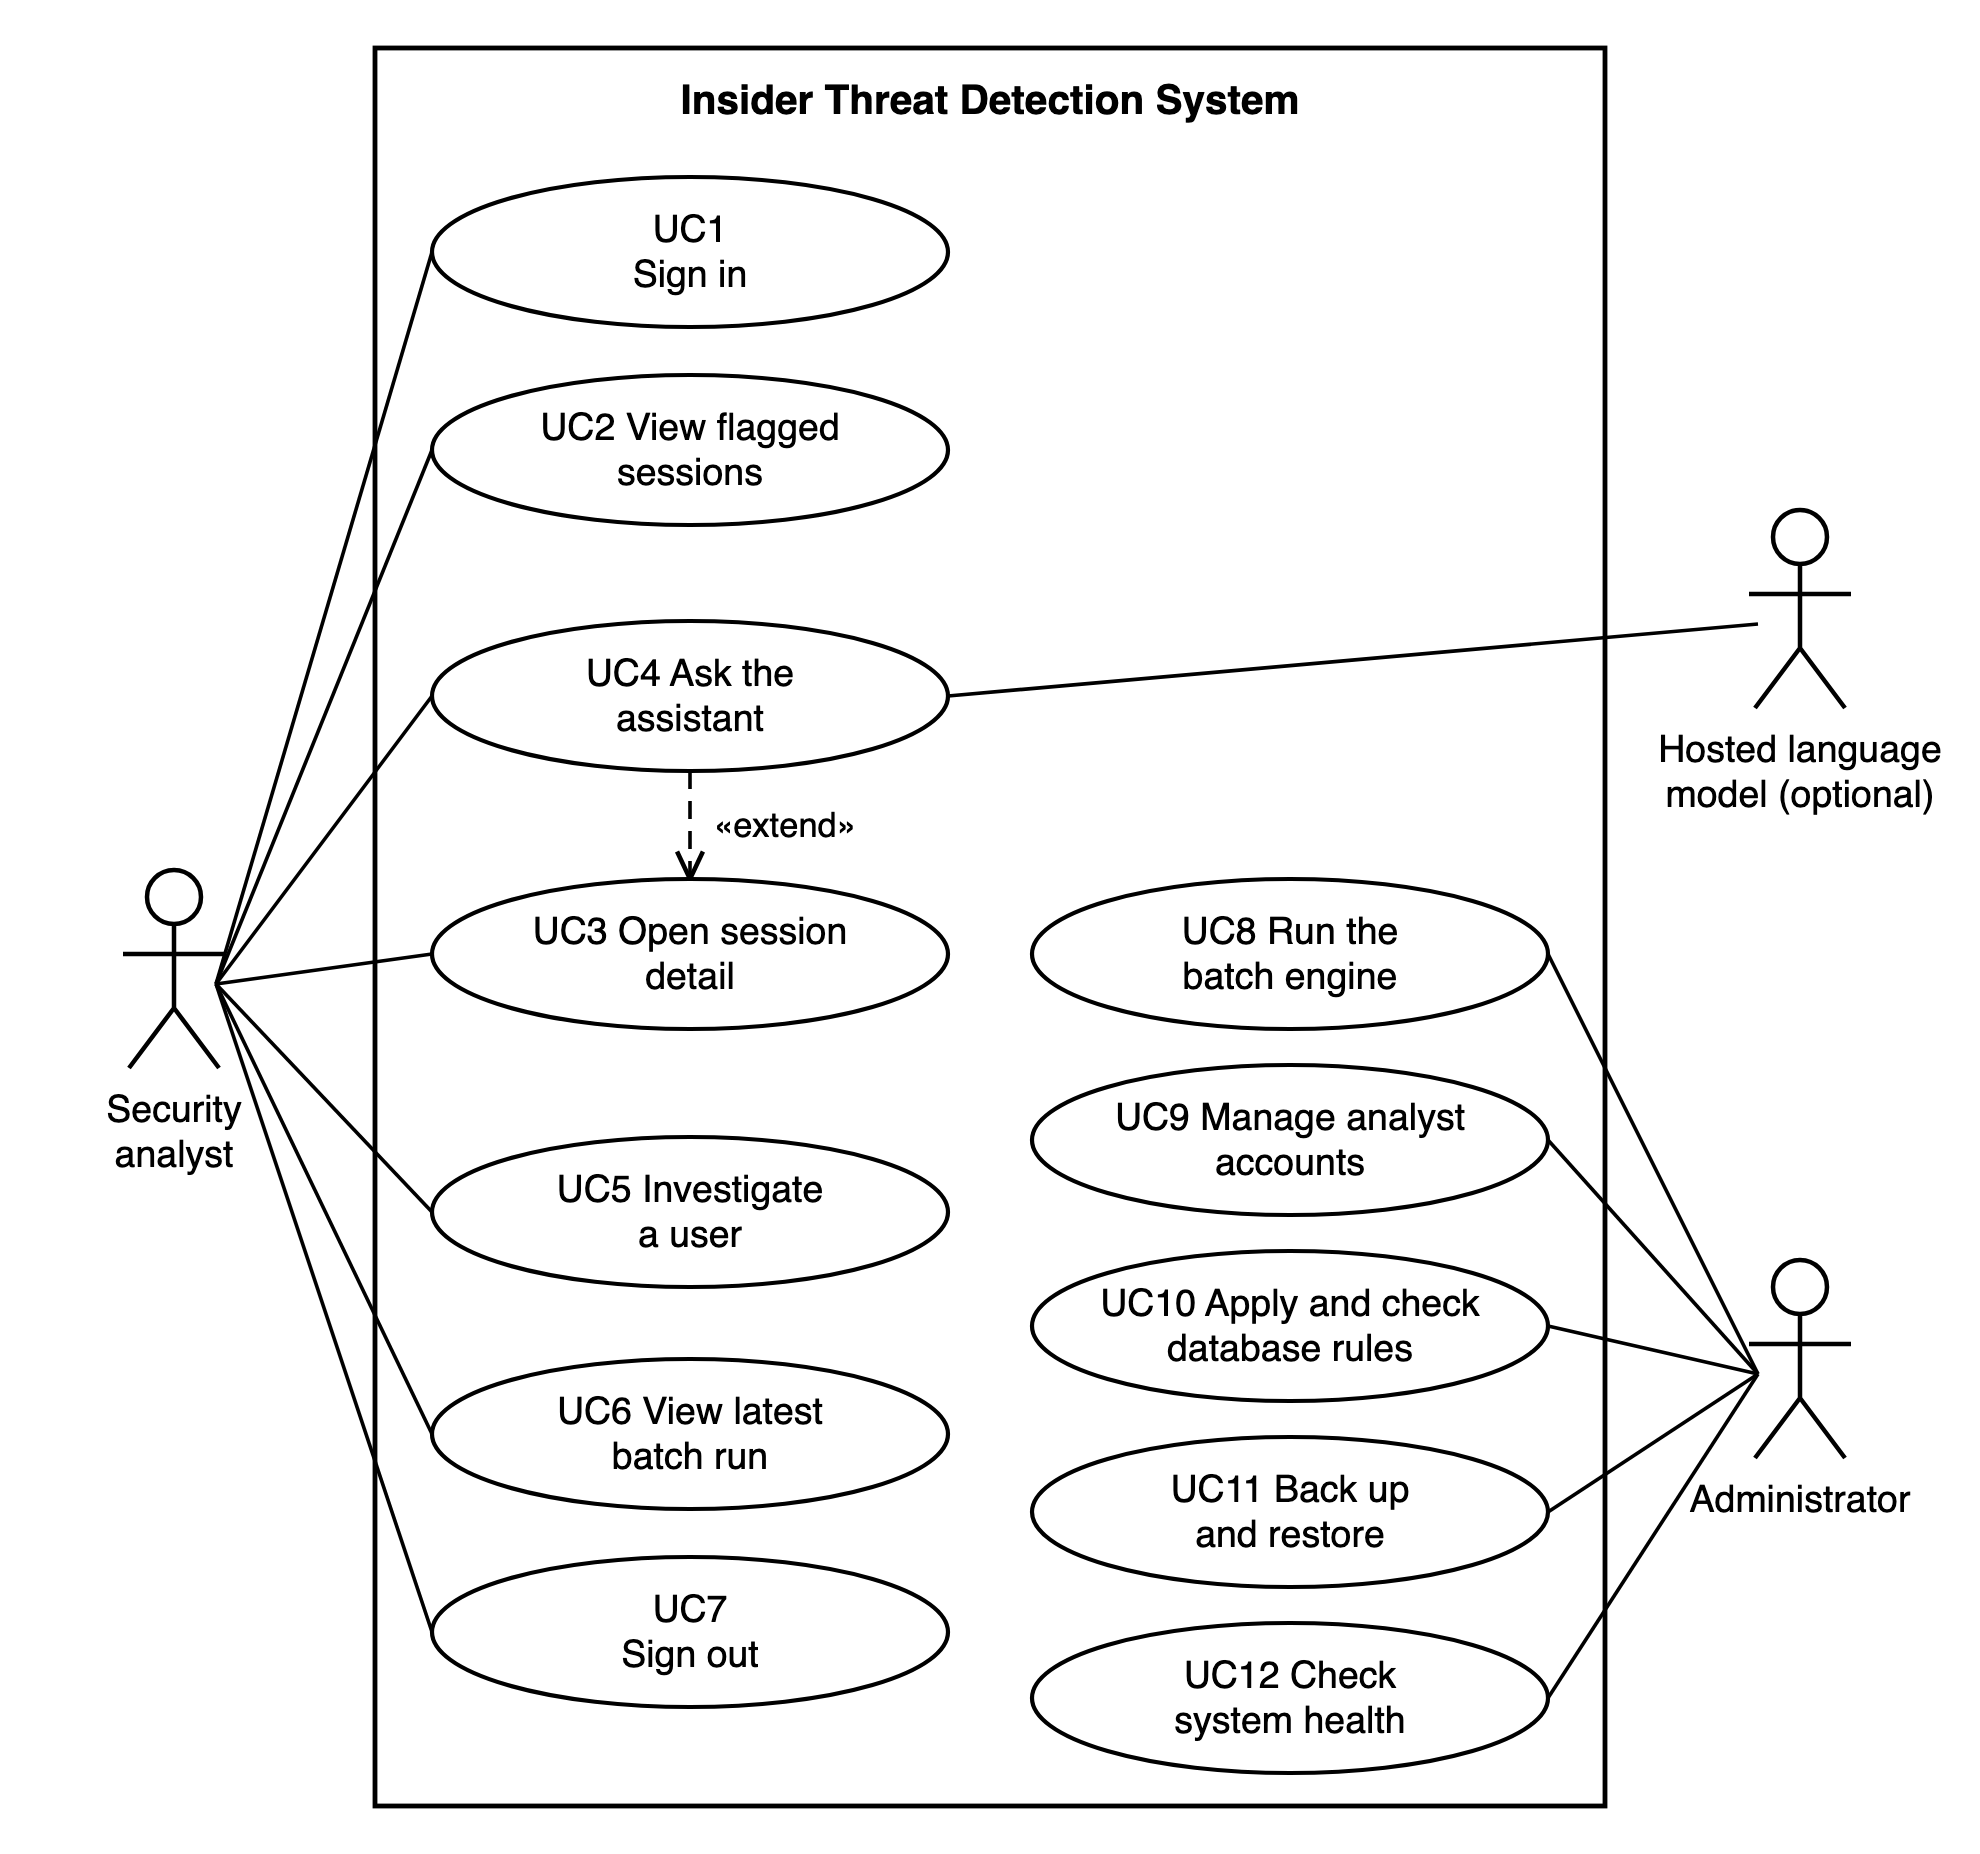 Insider Threat Detection System
UC1
Sign in
UC2 View flagged
sessions
UC4 Ask the
assistant
«extend»
UC3 Open session
detail
UC5 Investigate
a user
UC6 View latest
batch run
UC7
Sign out
UC8 Run the
batch engine
UC9 Manage analyst
accounts
UC10 Apply and check
database rules
UC11 Back up
and restore
UC12 Check
system health
Security
analyst
Hosted language
model (optional)
Administrator